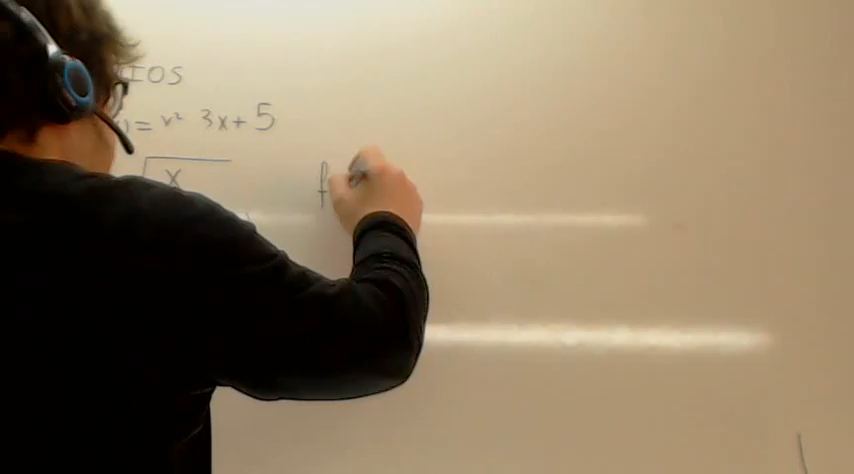 IOS
)= x² 3x+5
√x
f